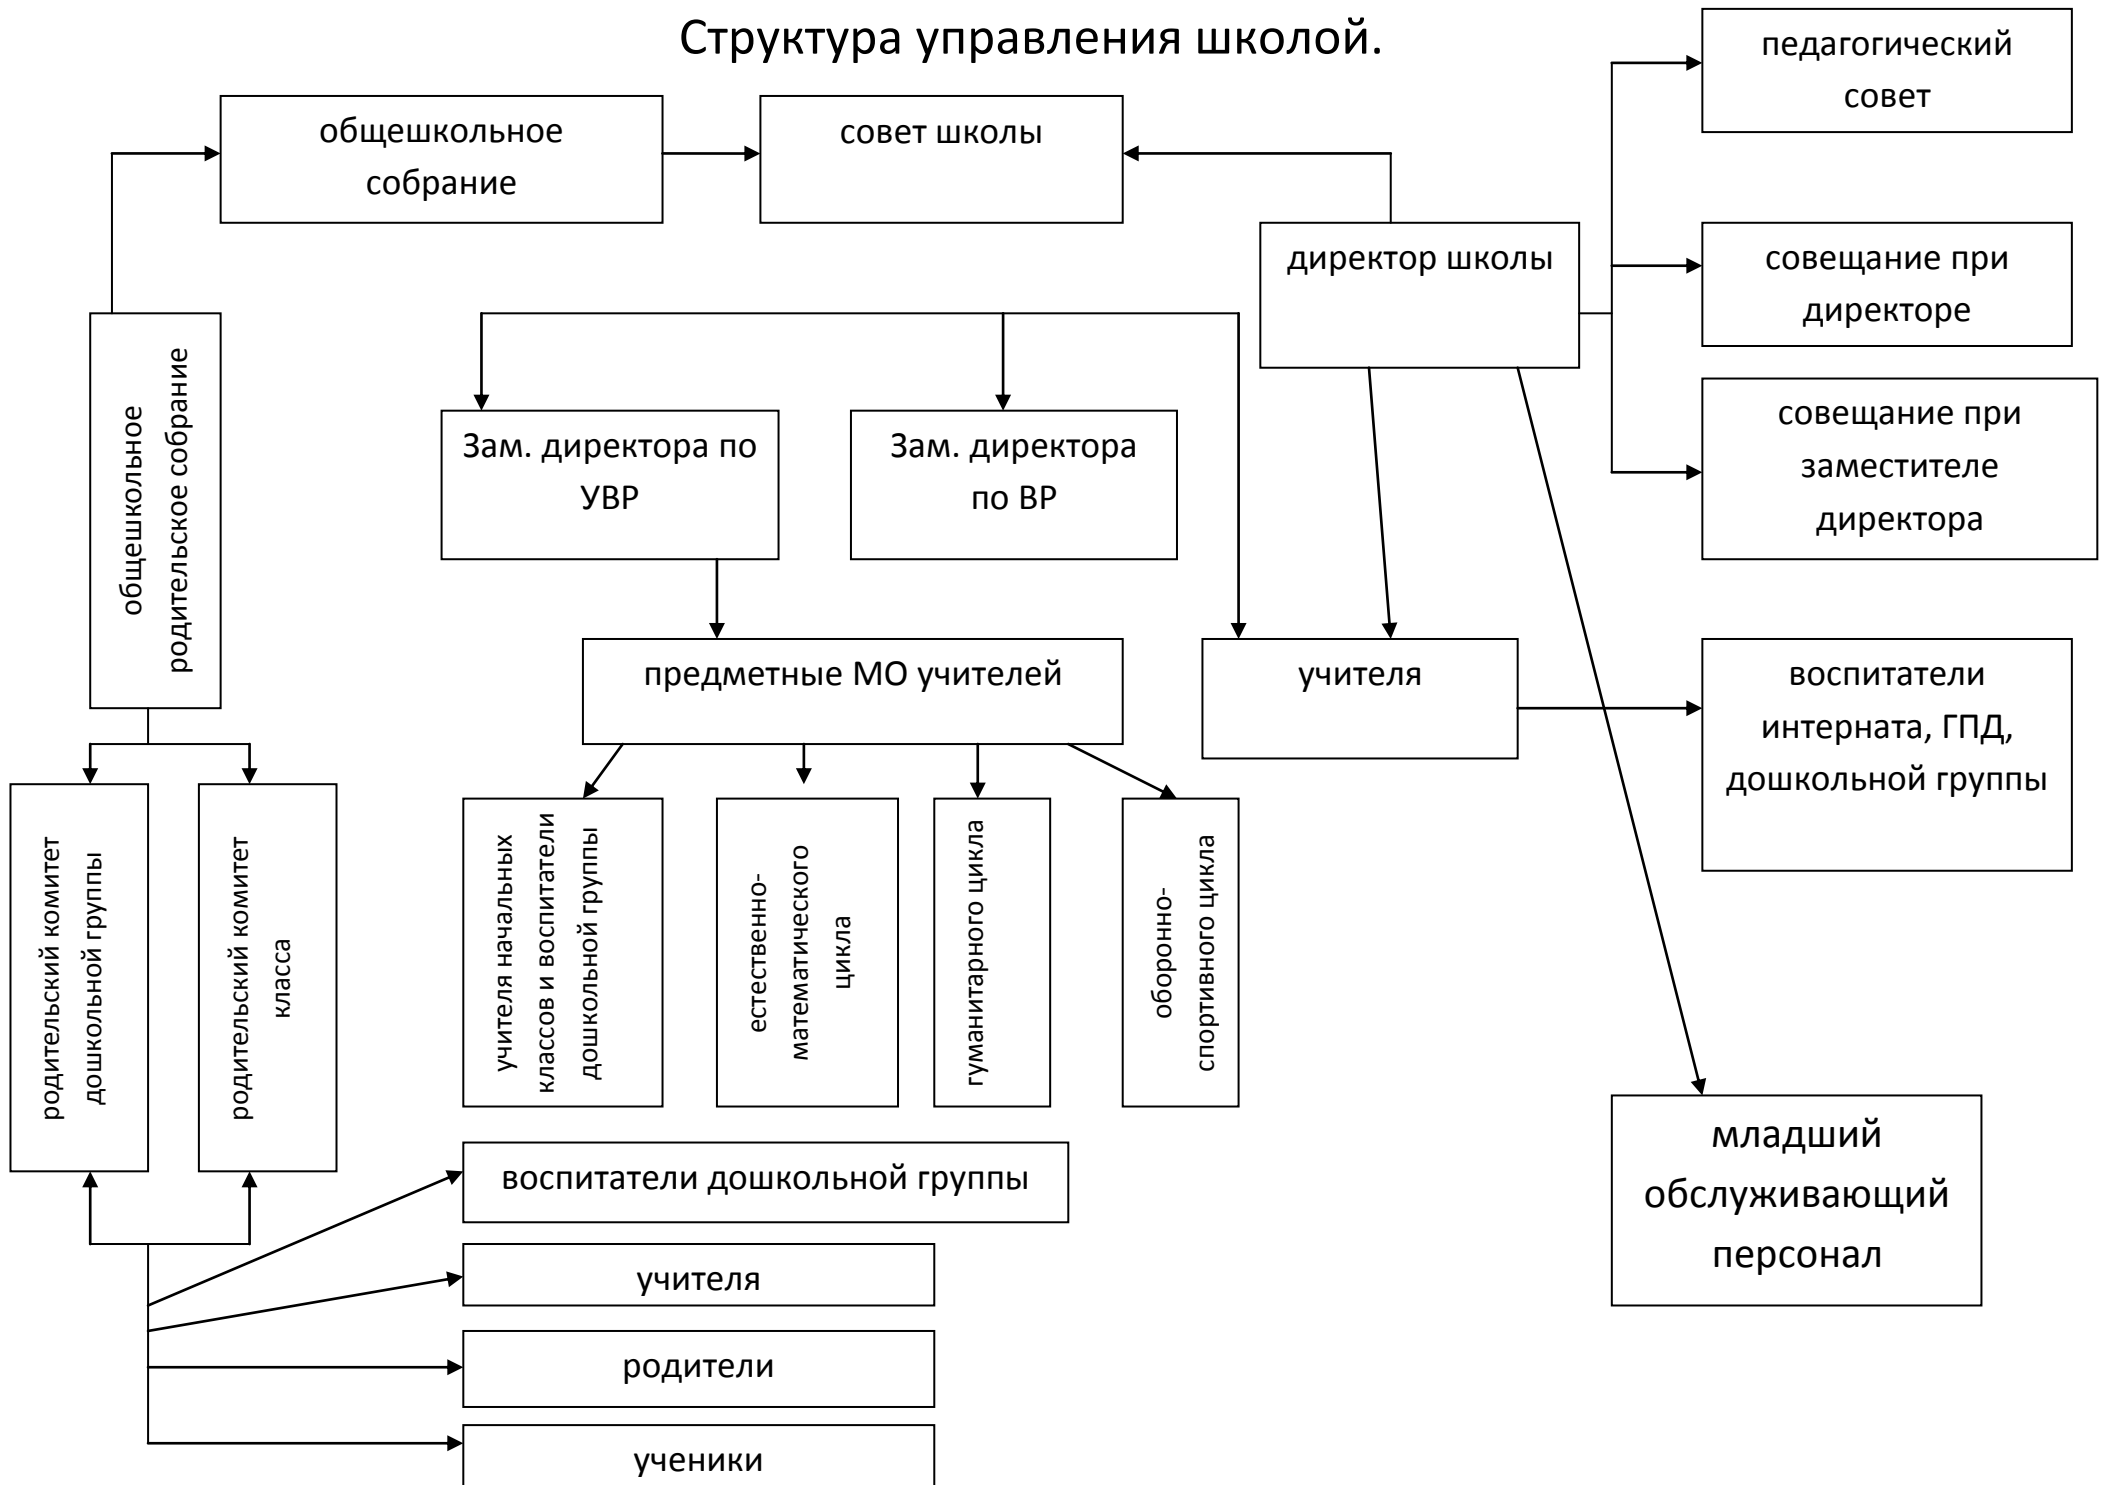 Структура управления школой.
педагогический
совет
общешкольное
собрание
совет школы
директор школы
совещание при
директоре
общешкольное
родительское собрание
Зам. директора по
УВР
Зам. директора
по ВР
совещание при
заместителе
директора
предметные МО учителей
учителя
воспитатели
интерната, ГПД,
дошкольной группы
родительский комитет
дошкольной группы
родительский комитет
класса
учителя начальных
классов и воспитатели
дошкольной группы
естественно-
математического
цикла
гуманитарного цикла
оборонно-
спортивного цикла
младший
обслуживающий
персонал
воспитатели дошкольной группы
учителя
родители
ученики